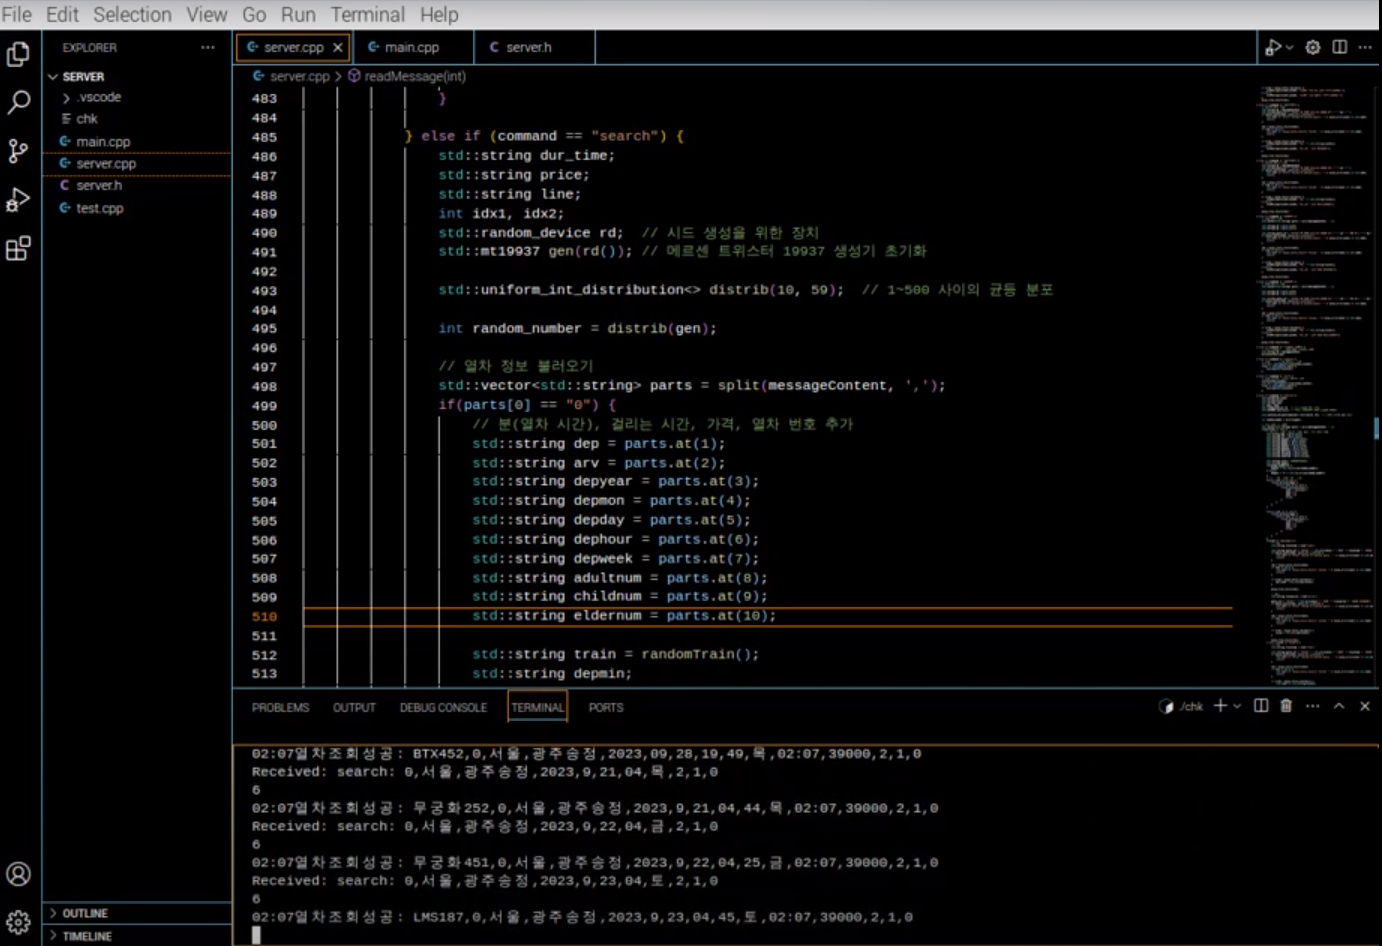 File Edit Selection View Go Run Terminal Help
EXPLORER ...
server.cpp × main.cpp server.h
SERVER
.vscode
chk
main.cpp
server.cpp
server.h
test.cpp
OUTLINE
TIMELINE
server.cpp > readMessage(int)
483 }
484
485 } else if (command == "search") {
486 std::string dur_time;
487 std::string price;
488 std::string line;
489 int idx1, idx2;
490 std::random_device rd; // 시드 생성을 위한 장치
491 std::mt19937 gen(rd()); // 메르센 트위스터 19937 생성기 초기화
492
493 std::uniform_int_distribution<> distrib(10, 59); // 1~500 사이의 균등 분포
494
495 int random_number = distrib(gen);
496
497 // 열차 정보 불러오기
498 std::vector<std::string> parts = split(messageContent, ',');
499 if(parts[0] == "0") {
500 // 분(열차 시간), 걸리는 시간, 가격, 열차 번호 추가
501 std::string dep = parts.at(1);
502 std::string arv = parts.at(2);
503 std::string depyear = parts.at(3);
504 std::string depmon = parts.at(4);
505 std::string depday = parts.at(5);
506 std::string dephour = parts.at(6);
507 std::string depweek = parts.at(7);
508 std::string adultnum = parts.at(8);
509 std::string childnum = parts.at(9);
510 std::string eldernum = parts.at(10);
511
512 std::string train = randomTrain();
513 std::string depmin;
PROBLEMS OUTPUT DEBUG CONSOLE TERMINAL PORTS ./chk
02:07열차조회성공: BTX452,0,서울,광주송정,2023,09,28,19,49,목,02:07,39000,2,1,0
Received: search: 0,서울,광주송정,2023,9,21,04,목,2,1,0
6
02:07열차조회성공: 무궁화252,0,서울,광주송정,2023,9,21,04,44,목,02:07,39000,2,1,0
Received: search: 0,서울,광주송정,2023,9,22,04,금,2,1,0
6
02:07열차조회성공: 무궁화451,0,서울,광주송정,2023,9,22,04,25,금,02:07,39000,2,1,0
Received: search: 0,서울,광주송정,2023,9,23,04,토,2,1,0
6
02:07열차조회성공: LMS187,0,서울,광주송정,2023,9,23,04,45,토,02:07,39000,2,1,0